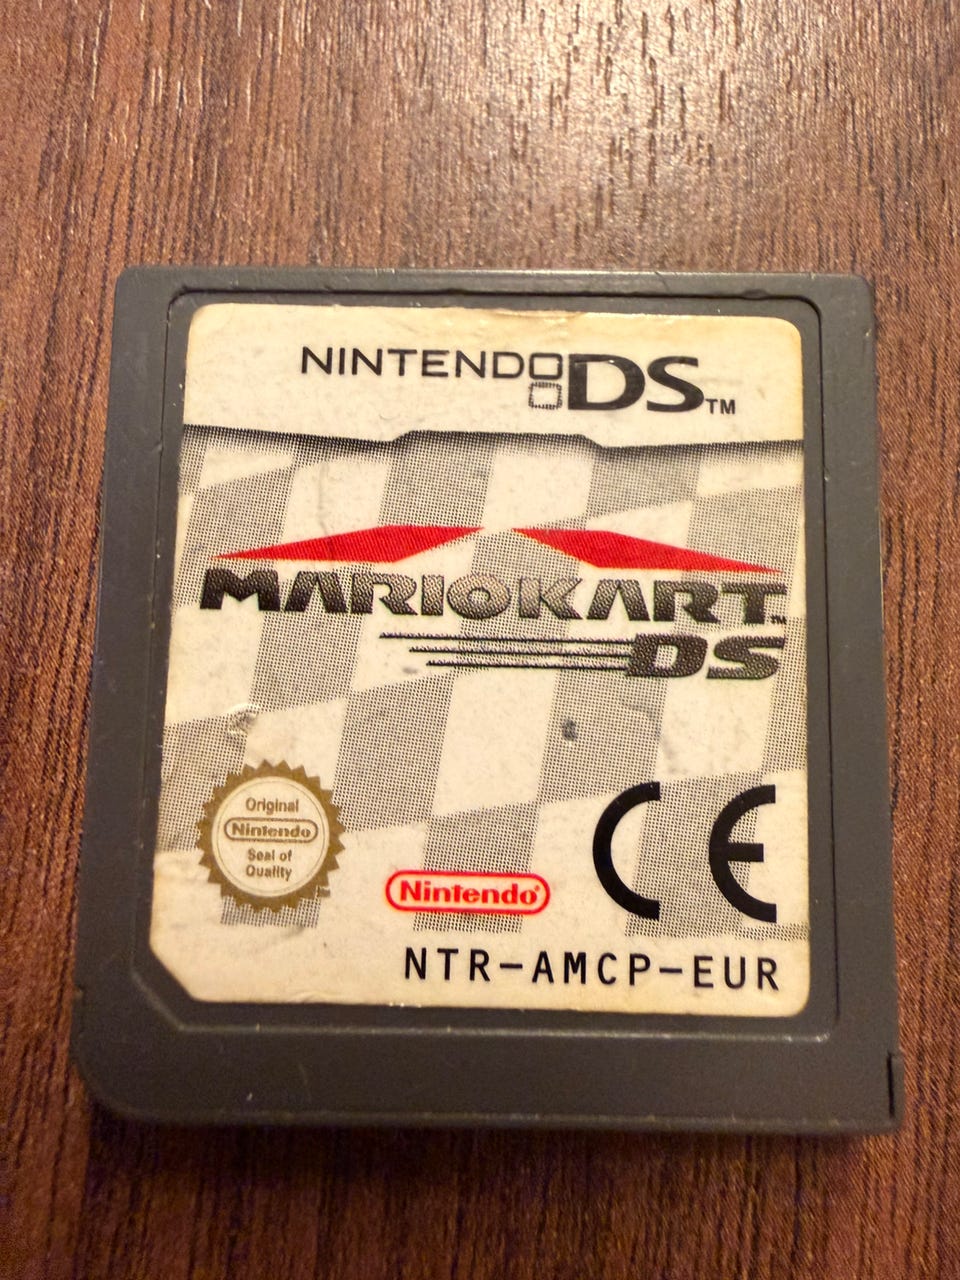 NINTENDO DS™
MARIOKART™
DS
Original
Nintendo
Seal of
Quality
Nintendo®
CE
NTR-AMCP-EUR